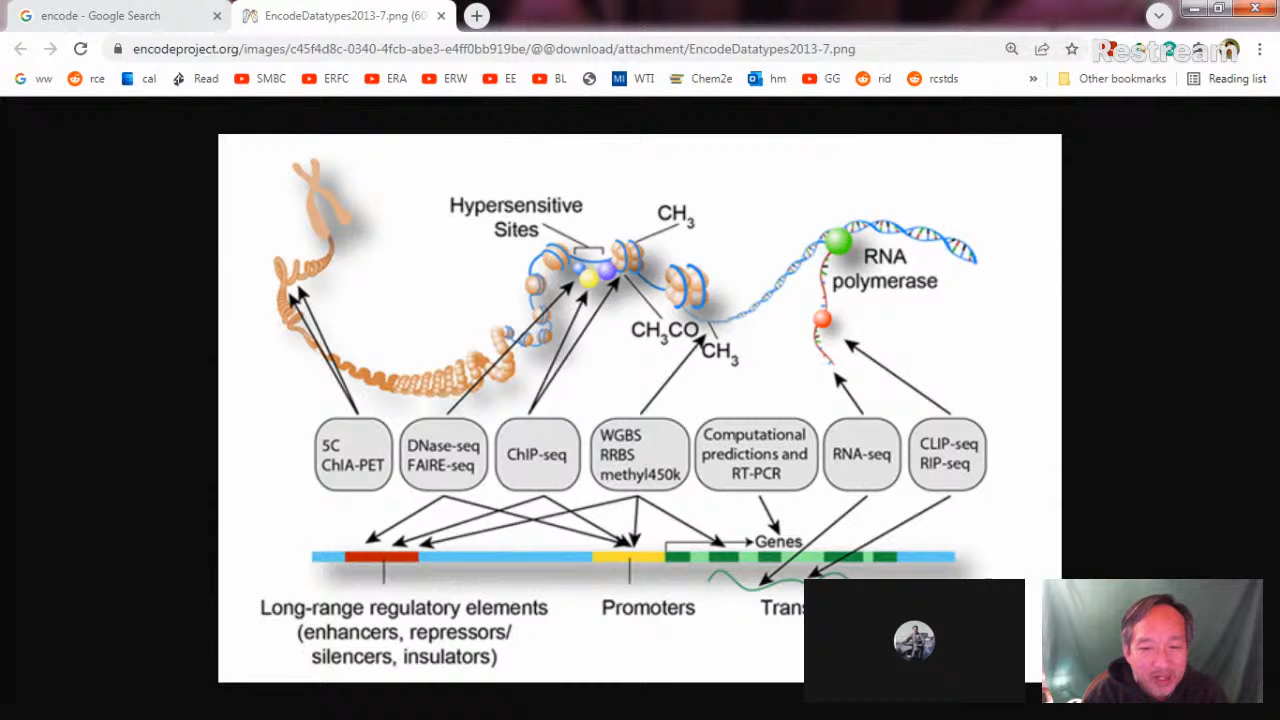 encode - Google Search
EncodeDatatypes2013-7.png (60
encodeproject.org/images/c45f4d8c-0340-4fcb-abe3-e4ff0bb919be/@@download/attachment/EncodeDatatypes2013-7.png
Restream
ww rce cal Read SMBC ERFC ERA ERW EE BL MI WTI Chem2e hm GG rid rcstds » Other bookmarks Reading list
Hypersensitive
Sites
CH3
RNA
polymerase
CH3CO
CH3
5C
ChIA-PET
DNase-seq
FAIRE-seq
ChIP-seq
WGBS
RRBS
methyl450k
Computational
predictions and
RT-PCR
RNA-seq
CLIP-seq
RIP-seq
Genes
Long-range regulatory elements
(enhancers, repressors/
silencers, insulators)
Promoters
Trans